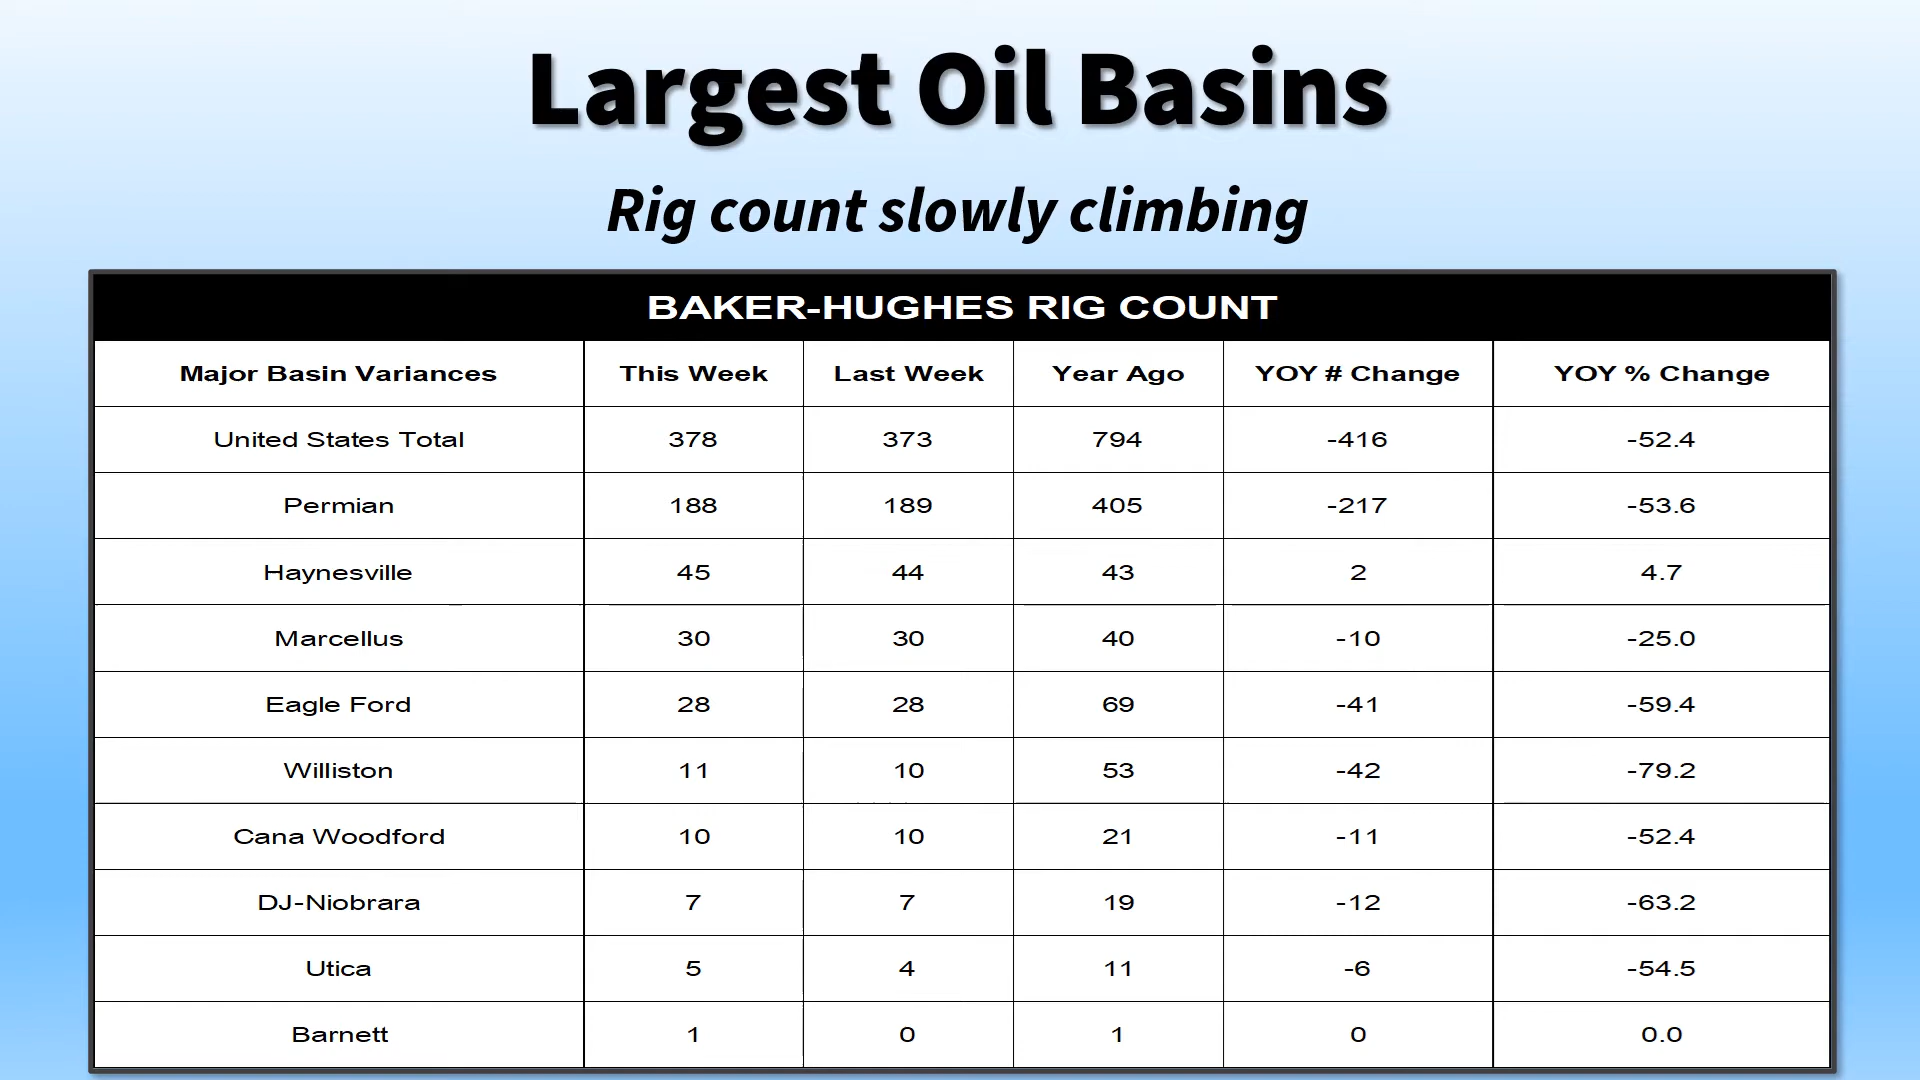 Largest Oil Basins
Rig count slowly climbing
BAKER-HUGHES RIG COUNT
Major Basin Variances This Week Last Week Year Ago YOY # Change YOY % Change
United States Total 378 373 794 -416 -52.4
Permian 188 189 405 -217 -53.6
Haynesville 45 44 43 2 4.7
Marcellus 30 30 40 -10 -25.0
Eagle Ford 28 28 69 -41 -59.4
Williston 11 10 53 -42 -79.2
Cana Woodford 10 10 21 -11 -52.4
DJ-Niobrara 7 7 19 -12 -63.2
Utica 5 4 11 -6 -54.5
Barnett 1 0 1 0 0.0